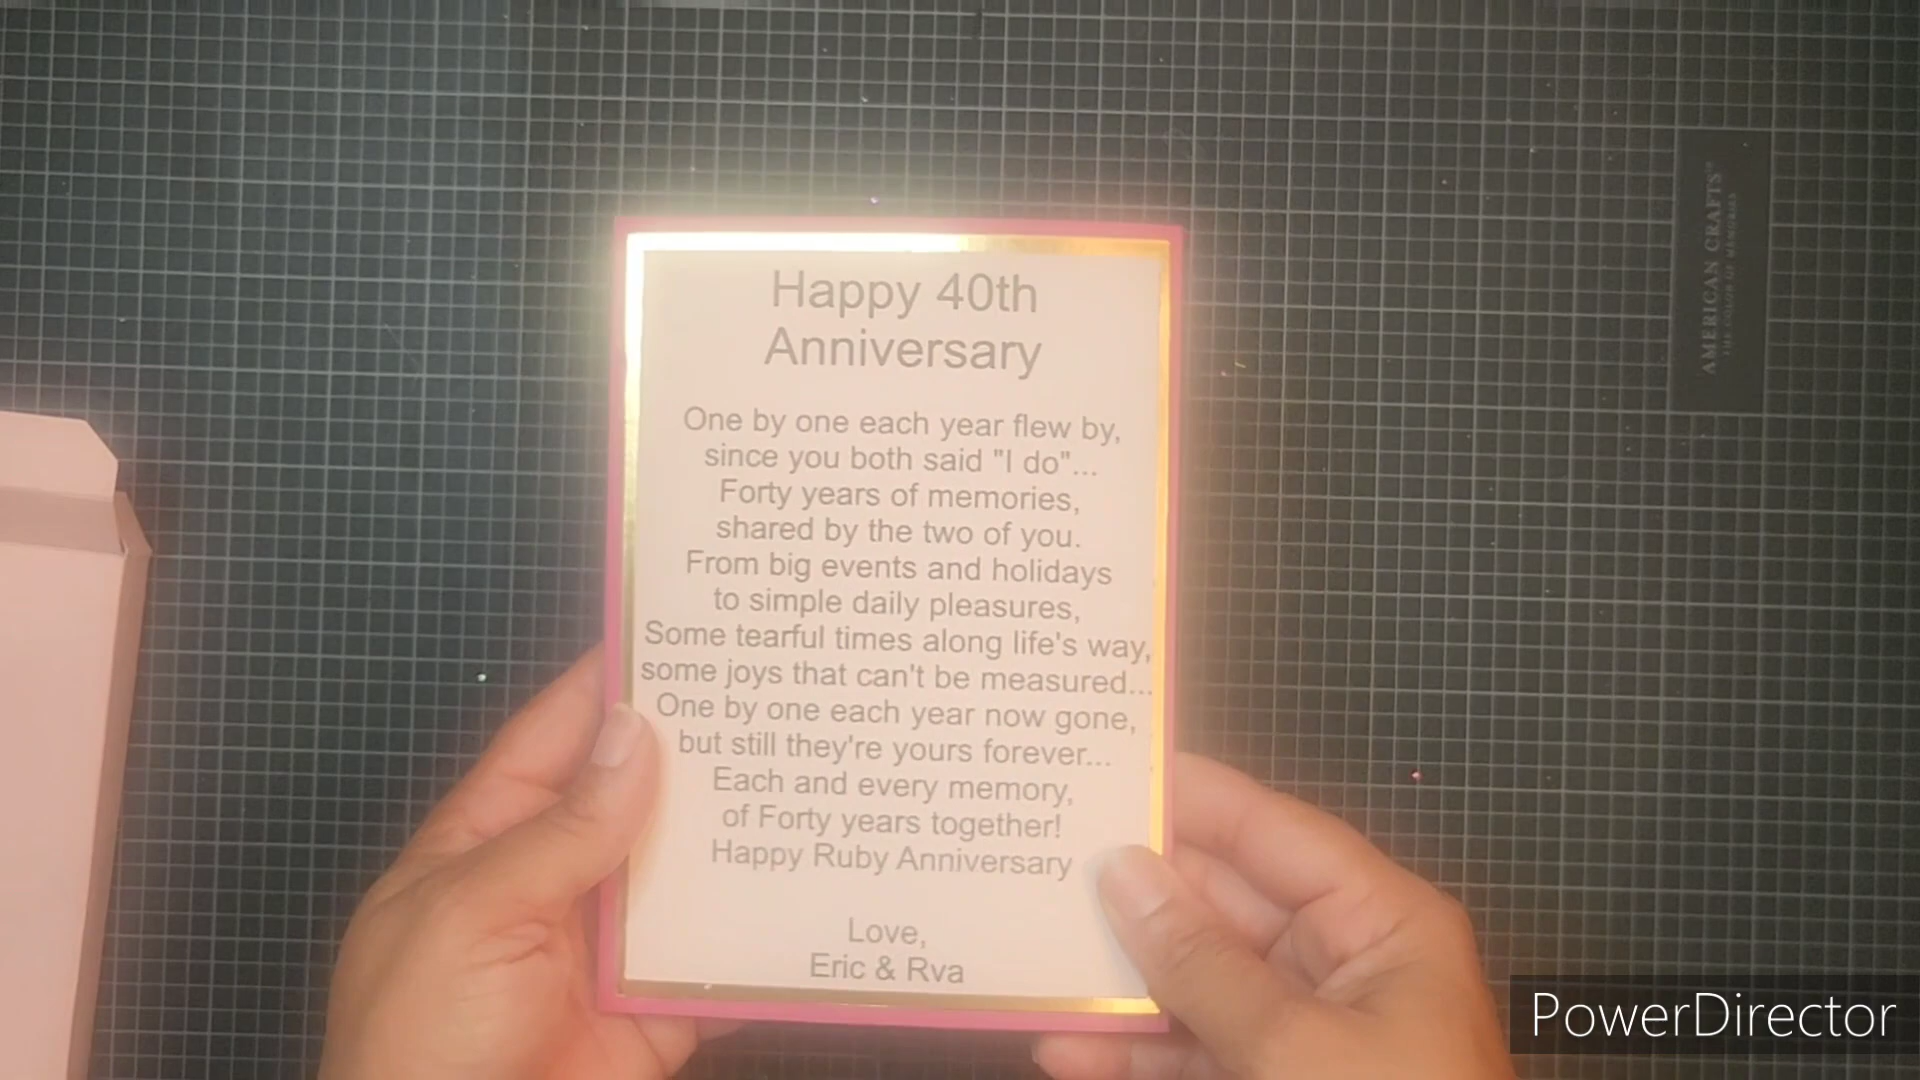 Happy 40th
Anniversary
One by one each year flew by,
since you both said "I do"...
Forty years of memories,
shared by the two of you.
From big events and holidays
to simple daily pleasures,
Some tearful times along life's way,
some joys that can't be measured...
One by one each year now gone,
but still they're yours forever...
Each and every memory,
of Forty years together!
Happy Ruby Anniversary
Love,
Eric & Rva
AMERICAN CRAFTS™
PowerDirector